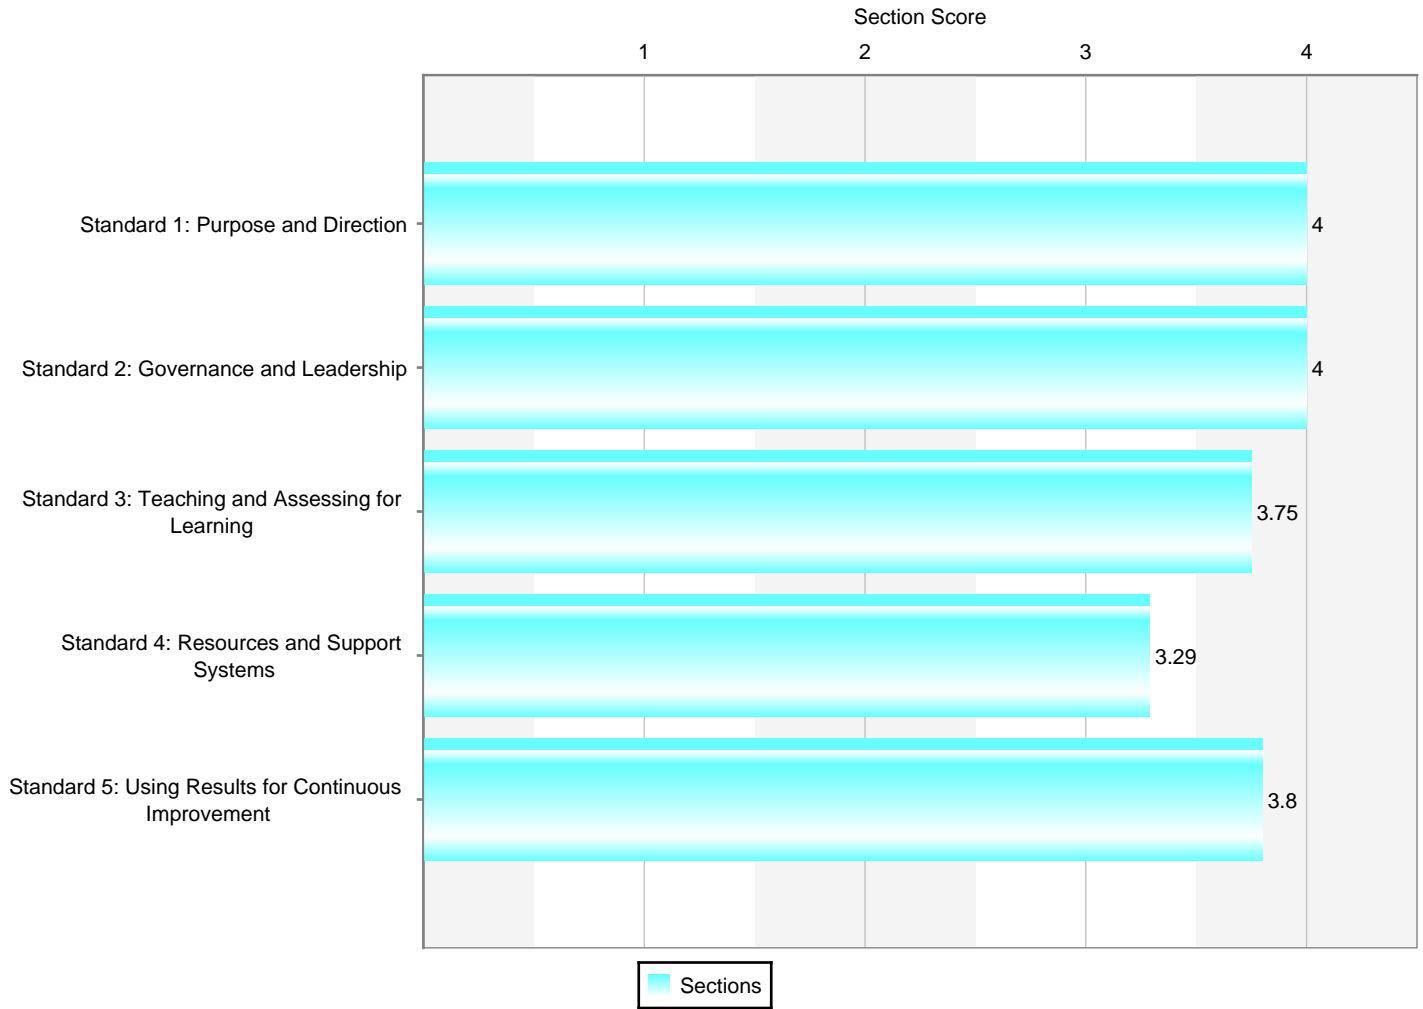 Section Score
1 2 3 4
Standard 1: Purpose and Direction
4
Standard 2: Governance and Leadership
4
Standard 3: Teaching and Assessing for
Learning
3.75
Standard 4: Resources and Support
Systems
3.29
Standard 5: Using Results for Continuous
Improvement
3.8
Sections